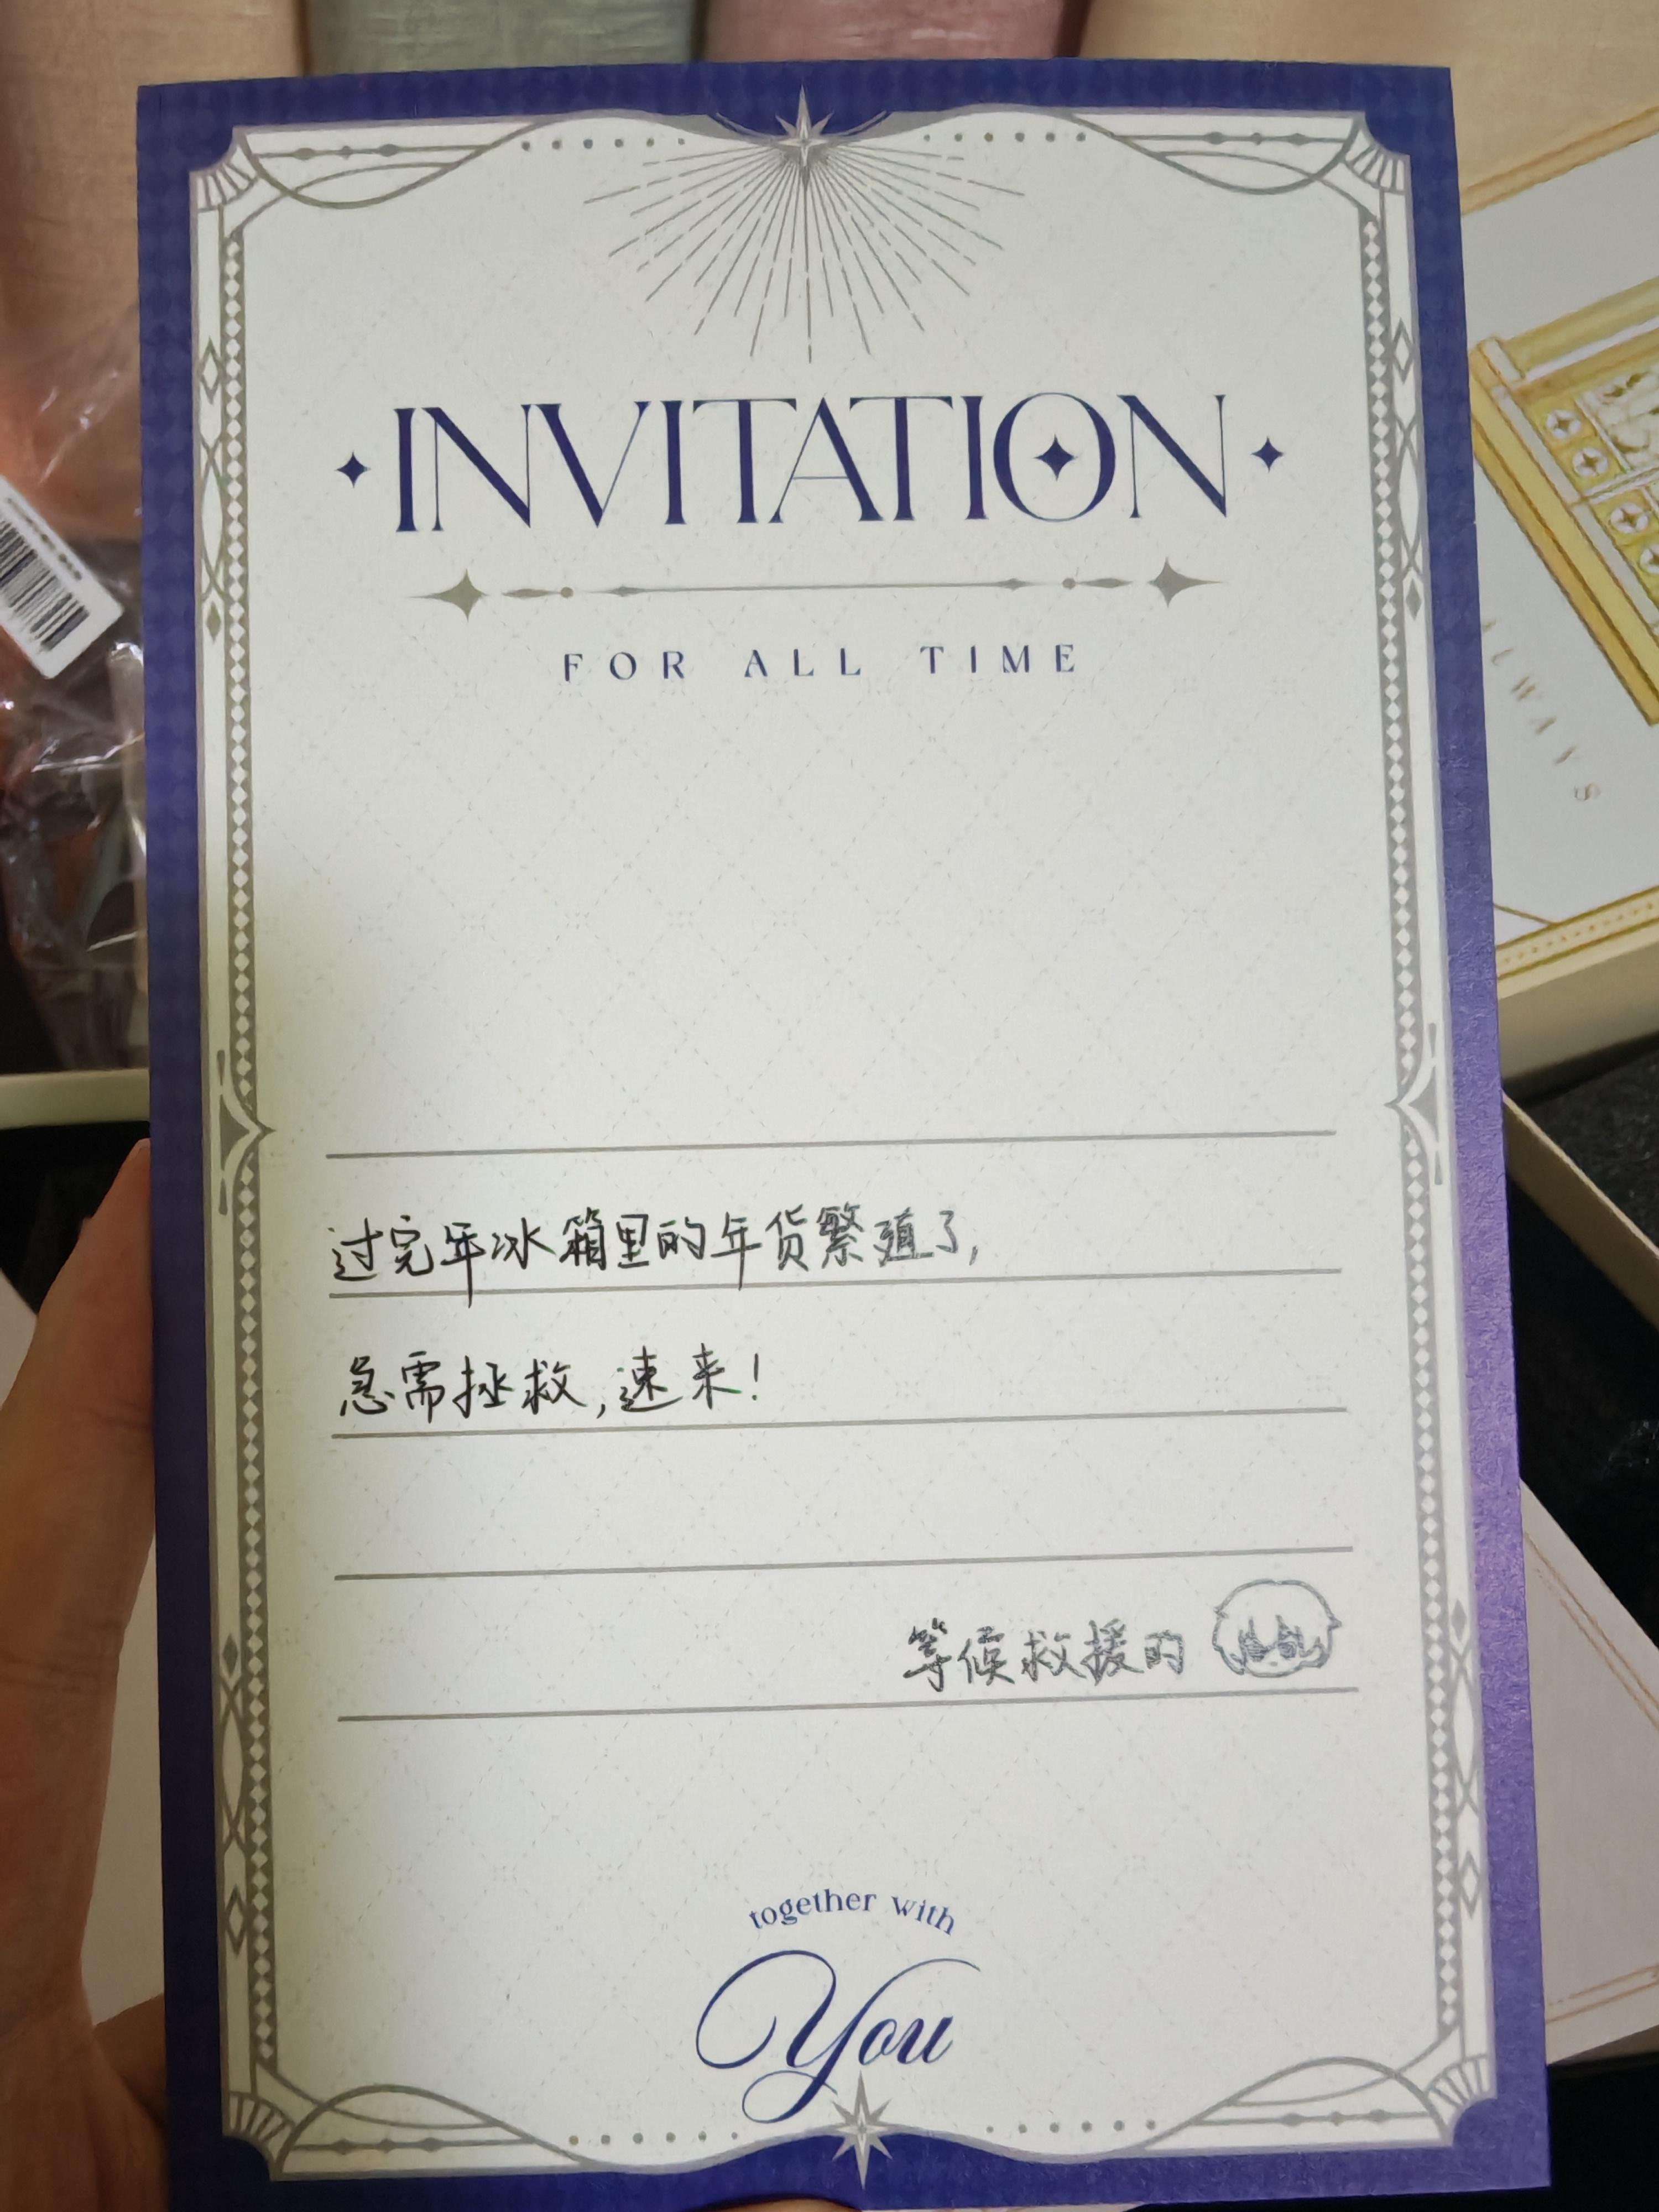 INVITATION
FOR ALL TIME
过完年冰箱里的年货繁殖了,
急需拯救,速来!
等候救援的
together with
You
ALWAYS